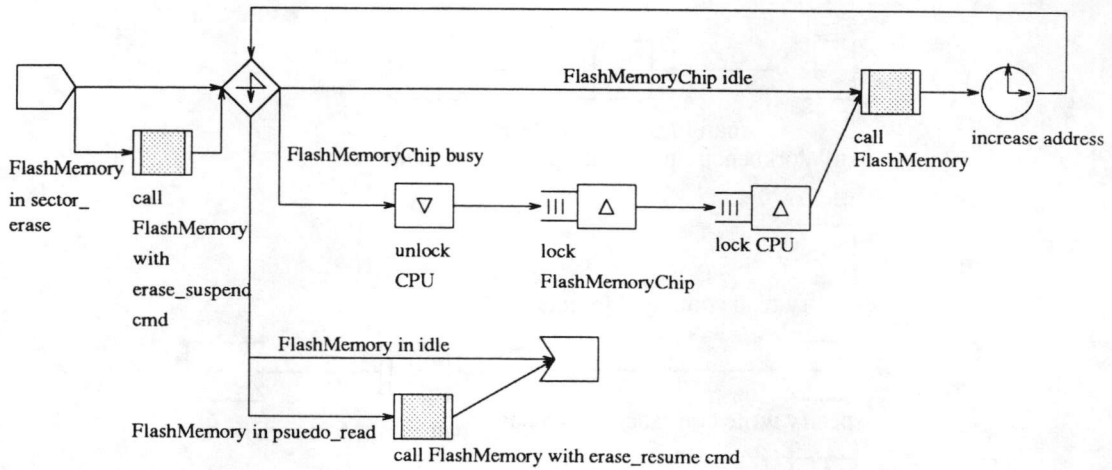 FlashMemoryChip idle
call
FlashMemory
increase address
FlashMemory
in sector_
erase
call
FlashMemory
with
erase_suspend
cmd
FlashMemoryChip busy
unlock
CPU
lock
FlashMemoryChip
lock CPU
FlashMemory in idle
FlashMemory in psuedo_read
call FlashMemory with erase_resume cmd